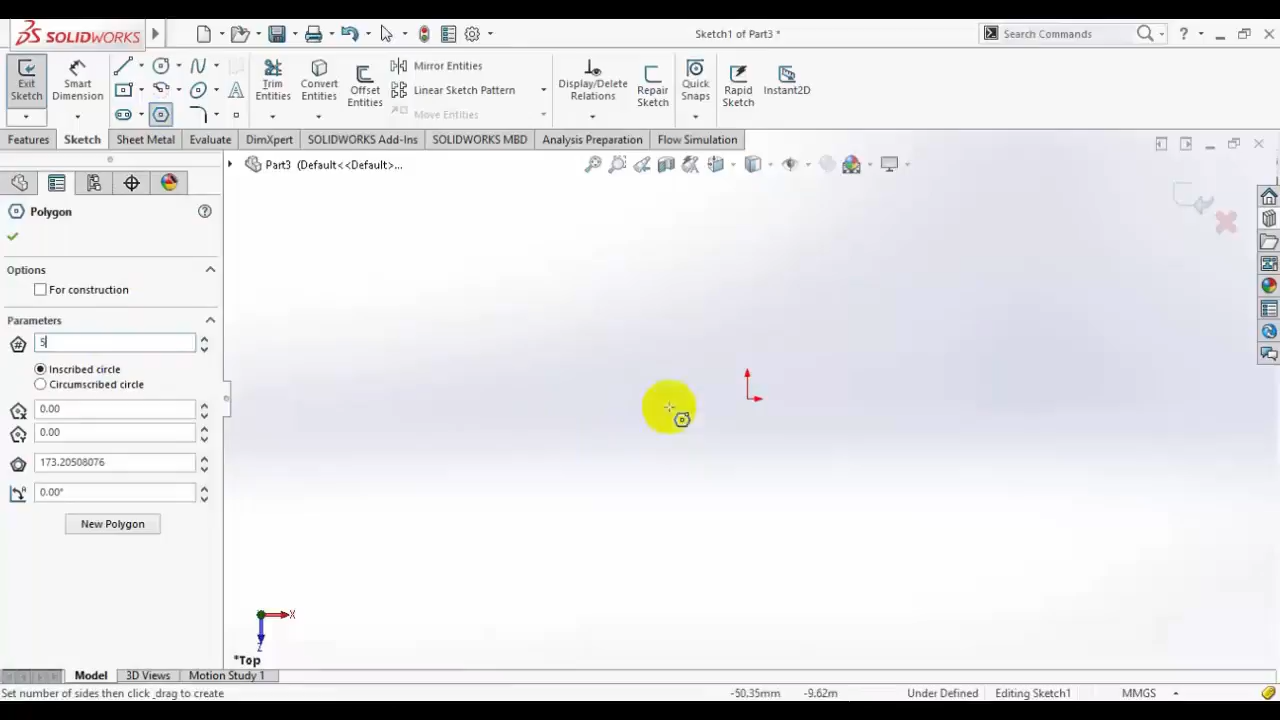 SOLIDWORKS
Sketch1 of Part3 *
Search Commands
?
Exit Sketch
Smart Dimension
Trim Entities
Convert Entities
Offset Entities
Mirror Entities
Linear Sketch Pattern
Move Entities
Display/Delete Relations
Repair Sketch
Quick Snaps
Rapid Sketch
Instant2D
Features
Sketch
Sheet Metal
Evaluate
DimXpert
SOLIDWORKS Add-Ins
SOLIDWORKS MBD
Analysis Preparation
Flow Simulation
Part3 (Default<<Default>...
Polygon
?
Options
For construction
Parameters
5
Inscribed circle
Circumscribed circle
0.00
0.00
173.20508076
0.00°
New Polygon
X
Z
*Top
Model
3D Views
Motion Study 1
Set number of sides then click _drag to create
-50.35mm
-9.62m
Under Defined
Editing Sketch1
MMGS